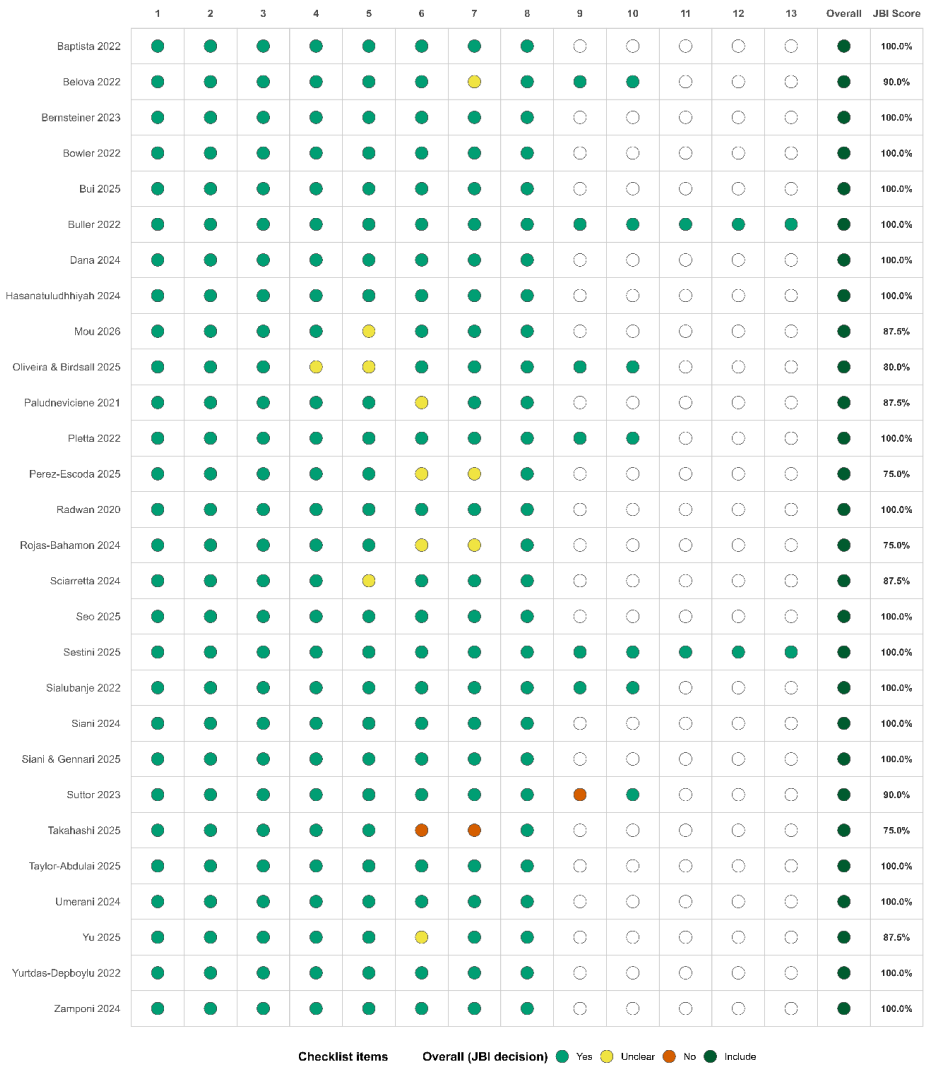 1 2 3 4 5 6 7 8 9 10 11 12 13 Overall JBI Score
Baptista 2022 100.0%
Belova 2022 90.0%
Bernsteiner 2023 100.0%
Bowler 2022 100.0%
Bui 2025 100.0%
Buller 2022 100.0%
Dana 2024 100.0%
Hasanatuludhhiyah 2024 100.0%
Mou 2026 87.5%
Oliveira & Birdsall 2025 80.0%
Paludneviciene 2021 87.5%
Pletta 2022 100.0%
Perez-Escoda 2025 75.0%
Radwan 2020 100.0%
Rojas-Bahamon 2024 75.0%
Sciarretta 2024 87.5%
Seo 2025 100.0%
Sestini 2025 100.0%
Sialubanje 2022 100.0%
Siani 2024 100.0%
Siani & Gennari 2025 100.0%
Suttor 2023 90.0%
Takahashi 2025 75.0%
Taylor-Abdulai 2025 100.0%
Umerani 2024 100.0%
Yu 2025 87.5%
Yurtdas-Depboylu 2022 100.0%
Zamponi 2024 100.0%
Checklist items Overall (JBI decision) Yes Unclear No Include